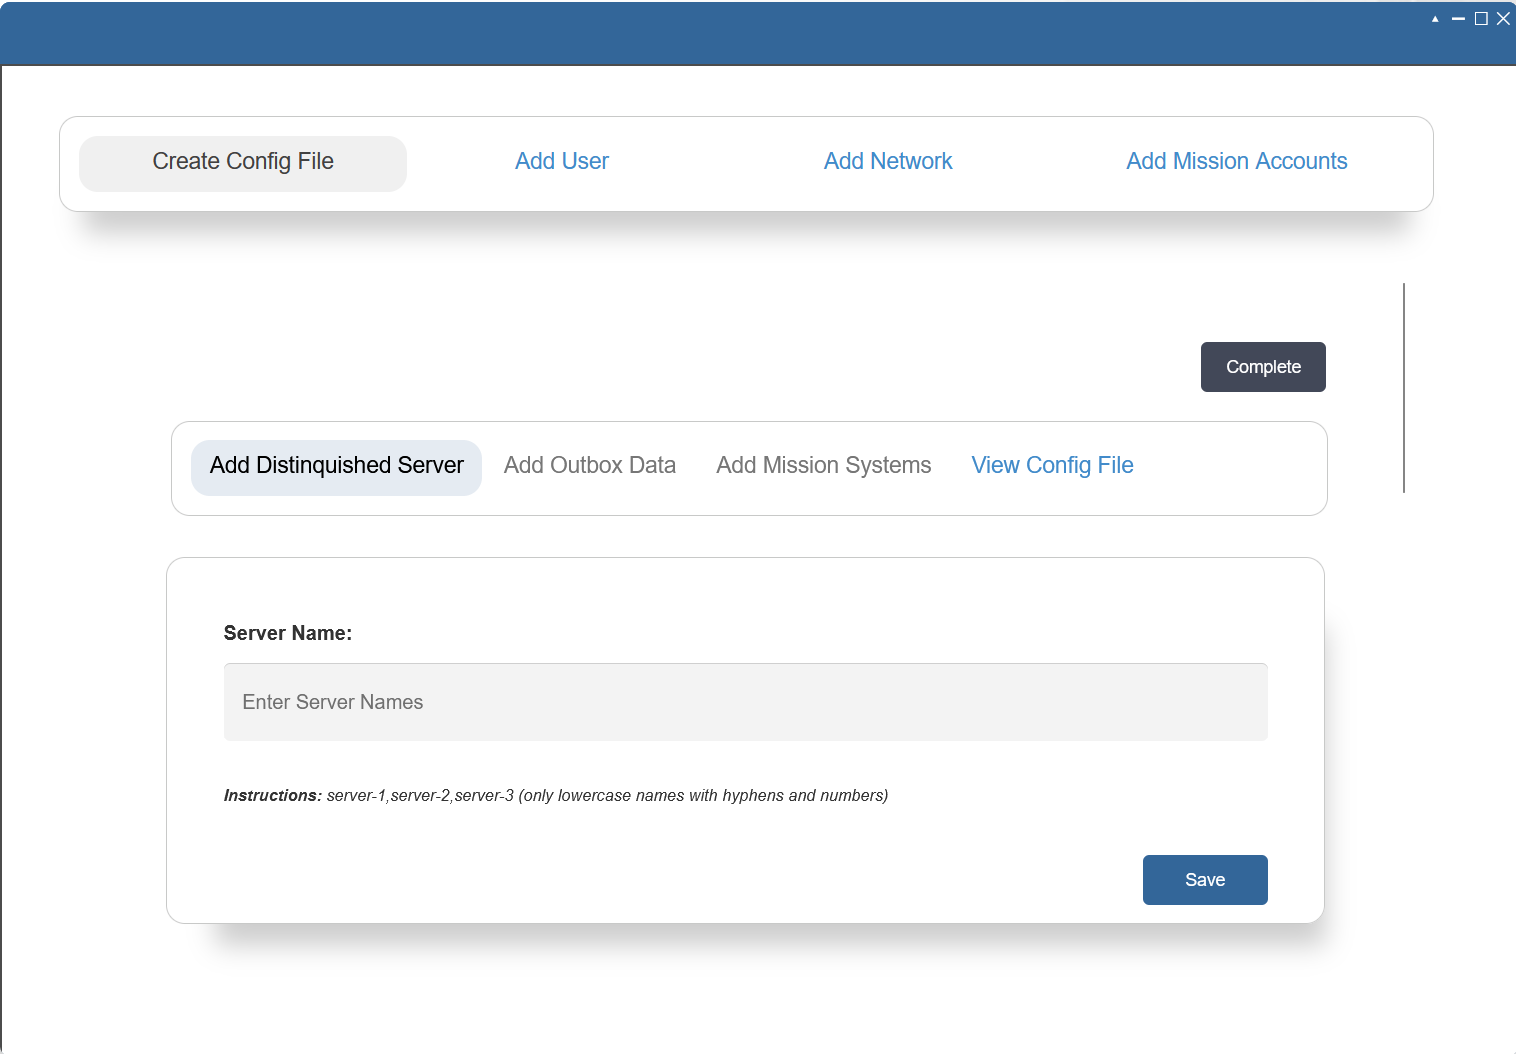 Create Config File Add User Add Network Add Mission Accounts
Complete
Add Distinquished Server Add Outbox Data Add Mission Systems View Config File
Server Name:
Enter Server Names
Instructions: server-1,server-2,server-3 (only lowercase names with hyphens and numbers)
Save